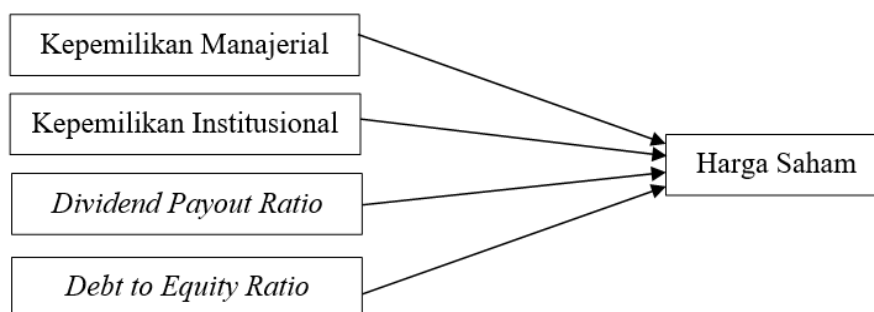 Kepemilikan Manajerial
Kepemilikan Institusional
Dividend Payout Ratio
Debt to Equity Ratio
Harga Saham